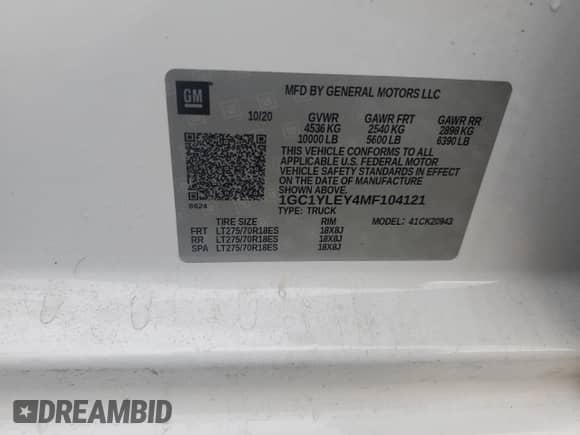 GM
MFD BY GENERAL MOTORS LLC
10/20 GVWR GAWR FRT GAWR RR
4536 KG 2540 KG 2898 KG
10000 LB 5600 LB 6390 LB
THIS VEHICLE CONFORMS TO ALL
APPLICABLE U.S. FEDERAL MOTOR
VEHICLE SAFETY STANDARDS IN
EFFECT ON THE DATE OF
MANUFACTURE SHOWN ABOVE.
1GC1YLEY4MF104121
0624 TYPE: TRUCK MODEL: 41CK20943
TIRE SIZE RIM
FRT LT275/70R18ES 18X8J
RR LT275/70R18ES 18X8J
SPA LT275/70R18ES 18X8J
DREAMBID